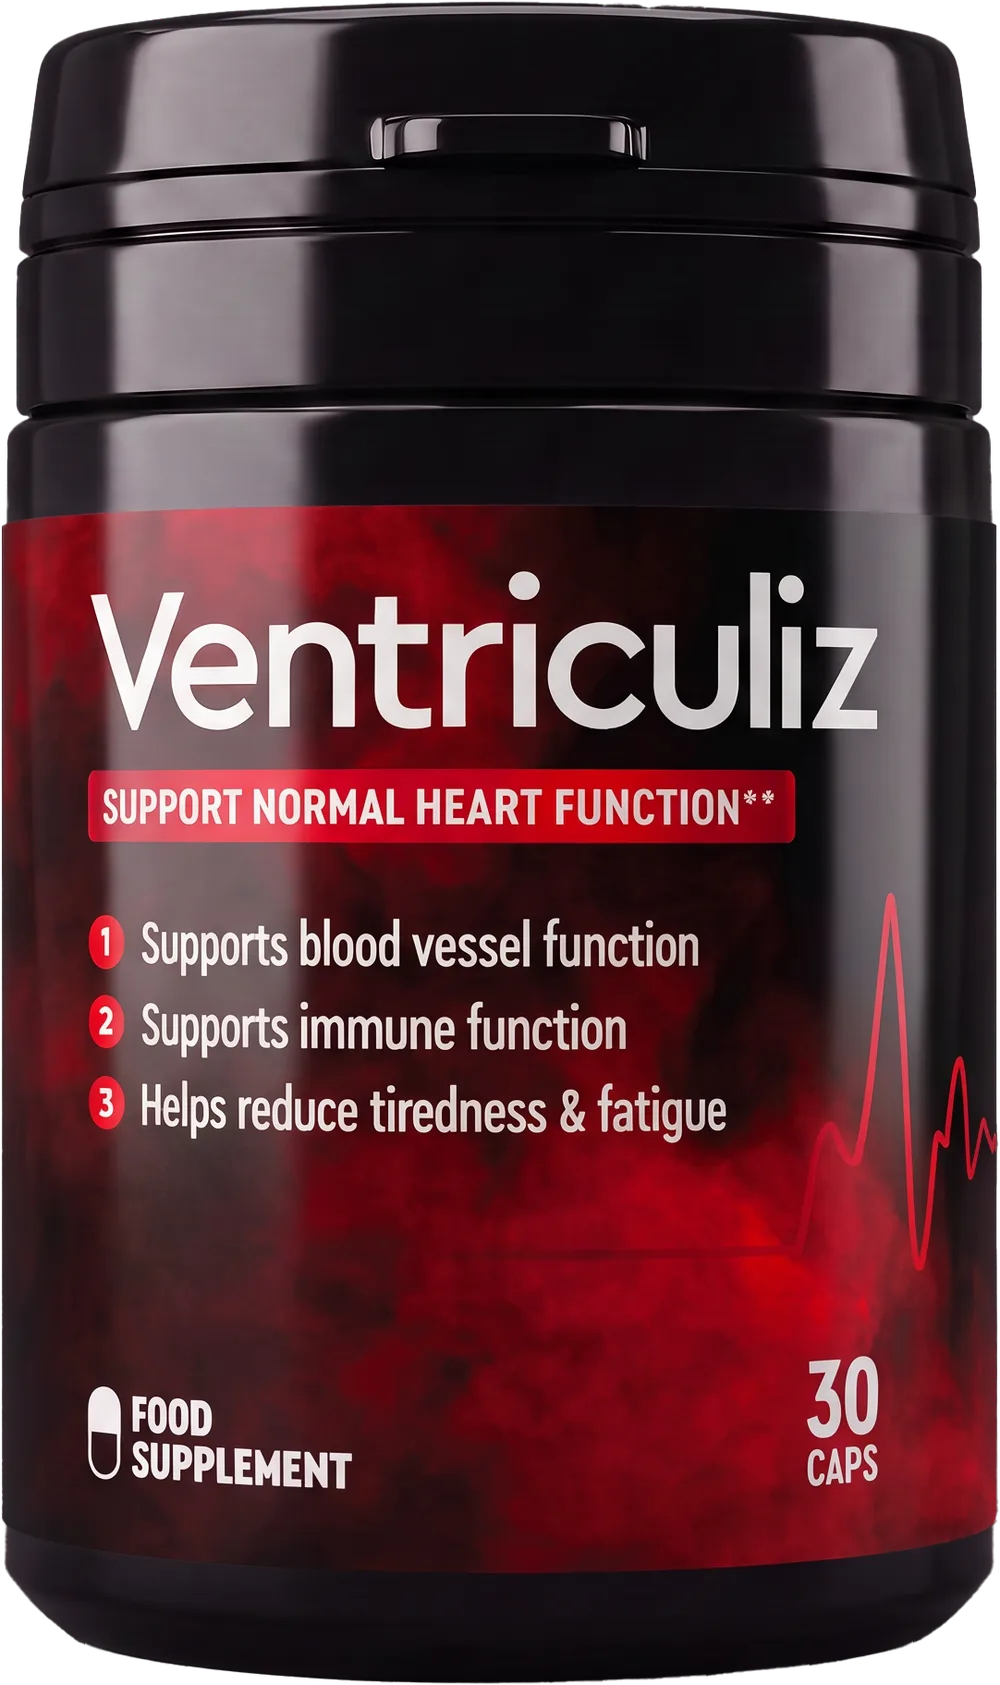 Ventriculiz
SUPPORT NORMAL HEART FUNCTION**
1 Supports blood vessel function
2 Supports immune function
3 Helps reduce tiredness & fatigue
FOOD
SUPPLEMENT
30
CAPS